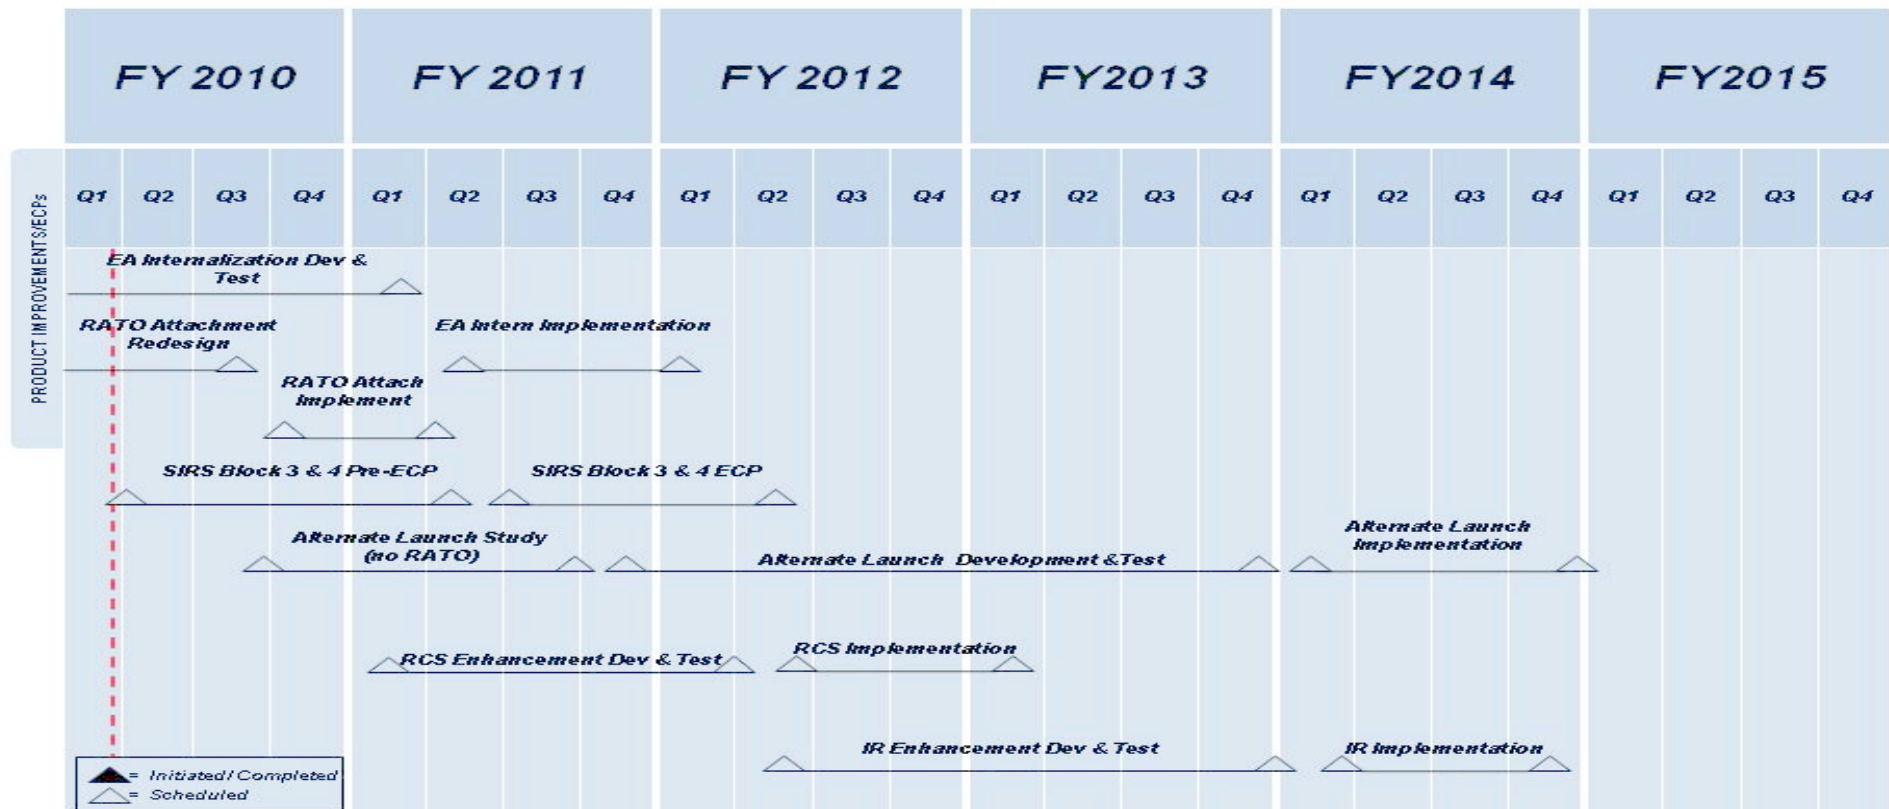 FY 2010 FY 2011 FY 2012 FY2013 FY2014 FY2015
PRODUCT IMPROVEMENTS/ECPs
Q1 Q2 Q3 Q4 Q1 Q2 Q3 Q4 Q1 Q2 Q3 Q4 Q1 Q2 Q3 Q4 Q1 Q2 Q3 Q4 Q1 Q2 Q3 Q4
EA Internalization Dev &
Test
RATO Attachment
Redesign
EA Intern Implementation
RATO Attach
Implement
SIRS Block 3 & 4 Pre-ECP
SIRS Block 3 & 4 ECP
Alternate Launch Study
(no RATO)
Alternate Launch Development &Test
Alternate Launch
Implementation
RCS Enhancement Dev & Test
RCS Implementation
IR Enhancement Dev & Test
IR Implementation
= Initiated/Completed
= Scheduled